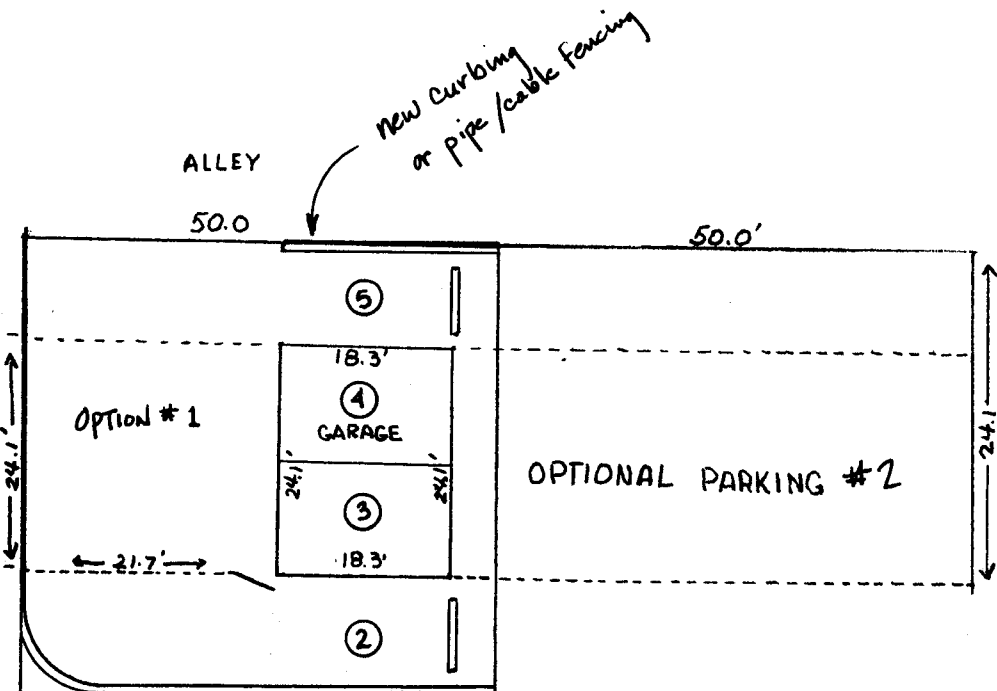 new curbing
or pipe/cable fencing
ALLEY
50.0
50.0'
5
18.3'
4
GARAGE
OPTION #1
24.1'
24.1'
24.1'
24.1
OPTIONAL PARKING #2
3
18.3'
21.7'
2